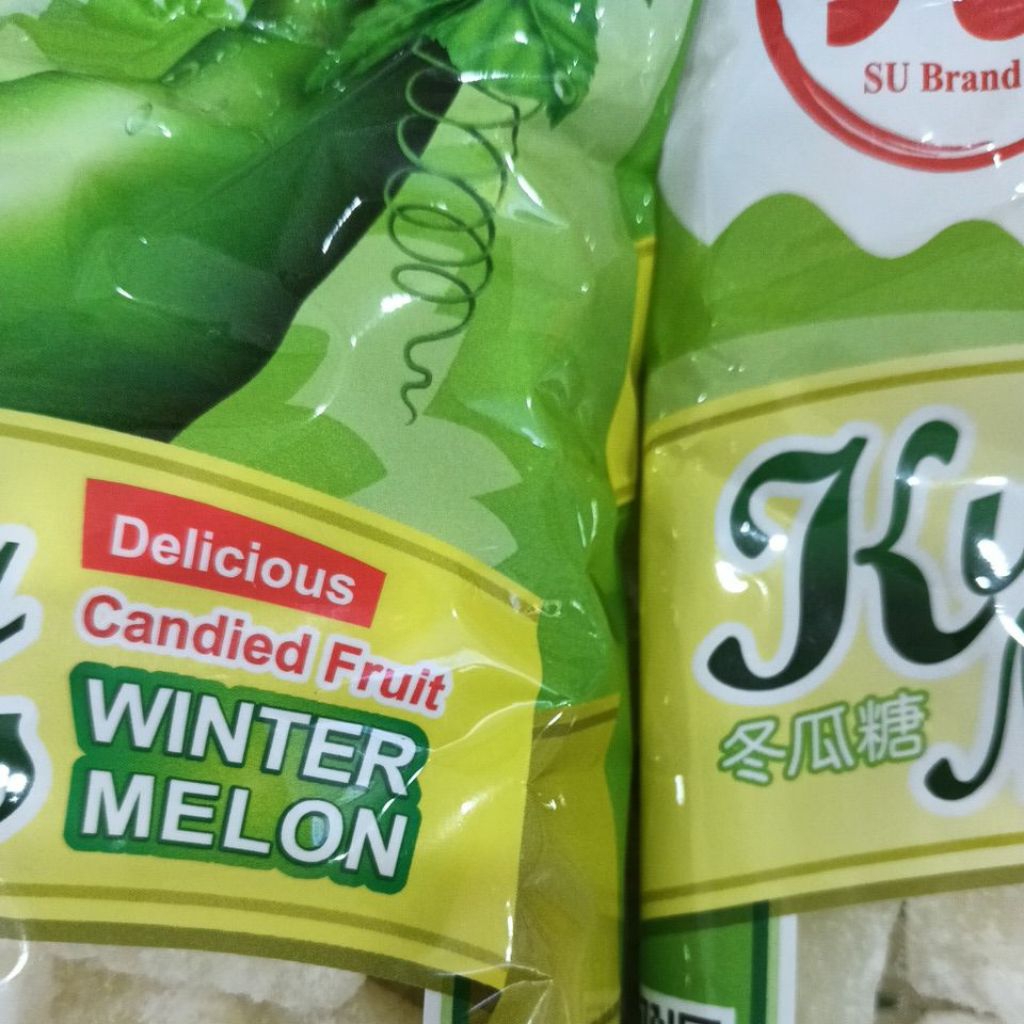 Delicious
Candied Fruit
WINTER
MELON
SU Brand
冬瓜糖